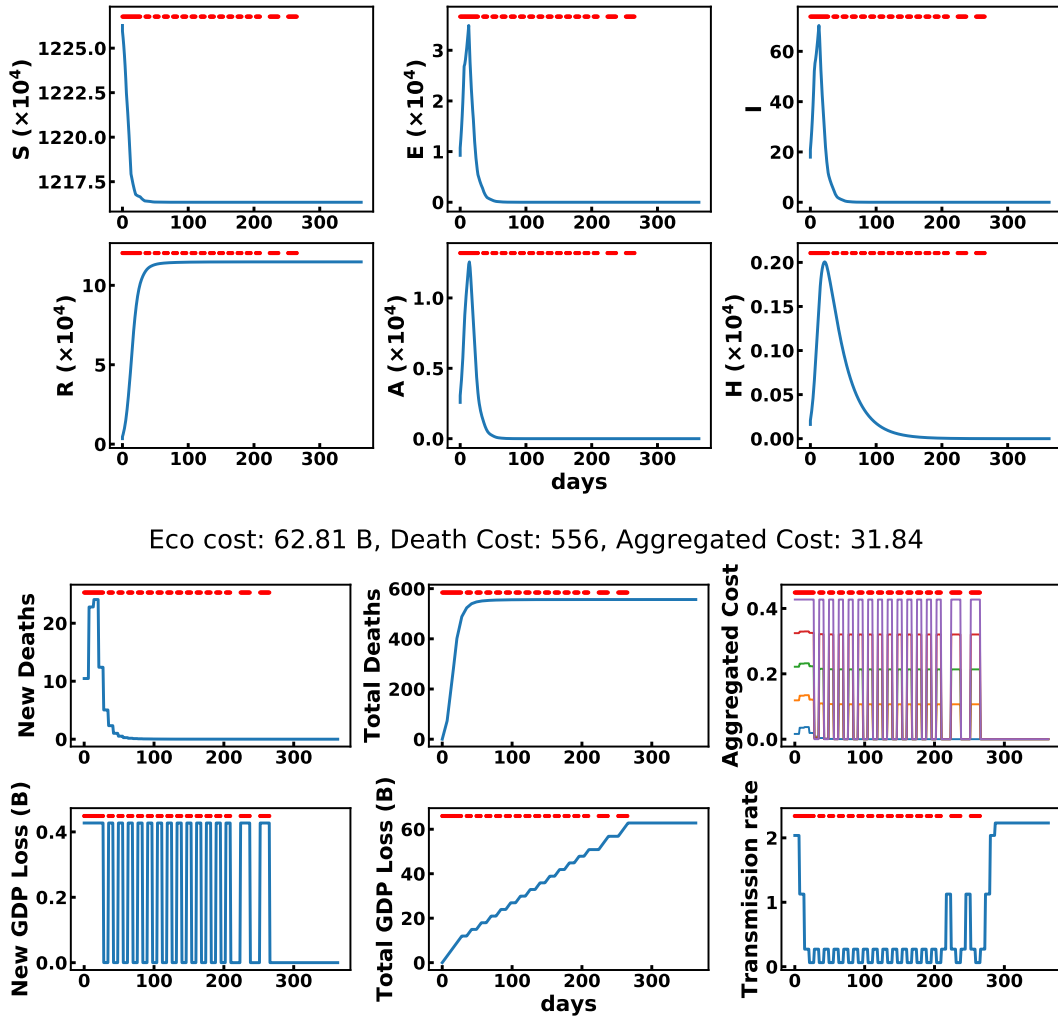 S (×10⁴)
1225.0
1222.5
1220.0
1217.5
0 100 200 300
E (×10⁴)
3
2
1
0
0 100 200 300
I
60
40
20
0
0 100 200 300
R (×10⁴)
10
5
0
0 100 200 300
A (×10⁴)
1.0
0.5
0.0
0 100 200 300
days
H (×10⁴)
0.20
0.15
0.10
0.05
0.00
0 100 200 300
Eco cost: 62.81 B, Death Cost: 556, Aggregated Cost: 31.84
New Deaths
20
10
0
0 100 200 300
Total Deaths
600
400
200
0
0 100 200 300
Aggregated Cost
0.4
0.2
0.0
0 100 200 300
New GDP Loss (B)
0.4
0.2
0.0
0 100 200 300
Total GDP Loss (B)
60
40
20
0
0 100 200 300
days
Transmission rate
2
1
0
0 100 200 300